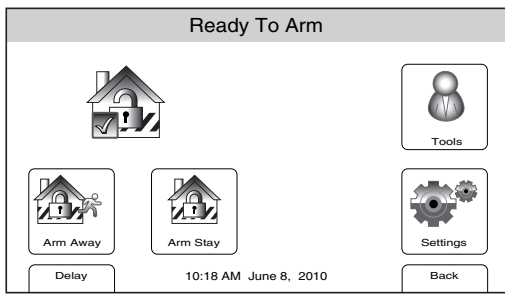 Ready To Arm
Tools
Arm Away
Arm Stay
Settings
Delay
10:18 AM June 8, 2010
Back